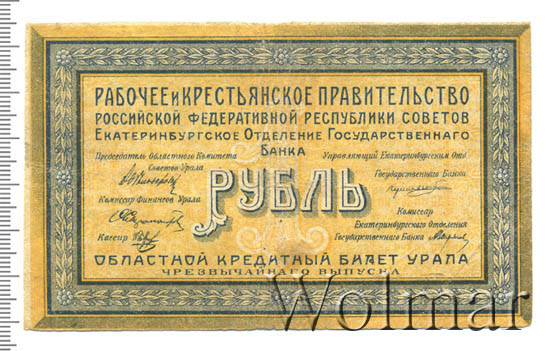 РАБОЧЕЕ и КРЕСТЬЯНСКОЕ ПРАВИТЕЛЬСТВО
РОССИЙСКОЙ ФЕДЕРАТИВНОЙ РЕСПУБЛИКИ СОВЕТОВ
ЕКАТЕРИНБУРГСКОЕ ОТДЕЛЕНИЕ ГОСУДАРСТВЕННАГО
БАНКА
Председатель Областного Комитета
Советов Урала
Управляющий Екатеринбургским Отд
Государственного Банка
Комиссар Финансов Урала
РУБЛЬ
Комиссар
Екатеринбургского Отделения
Государственного Банка
Кассир
ОБЛАСТНОЙ КРЕДИТНЫЙ БИЛЕТ УРАЛА
ЧРЕЗВЫЧАЙНАГО ВЫПУСКА
Wolmar